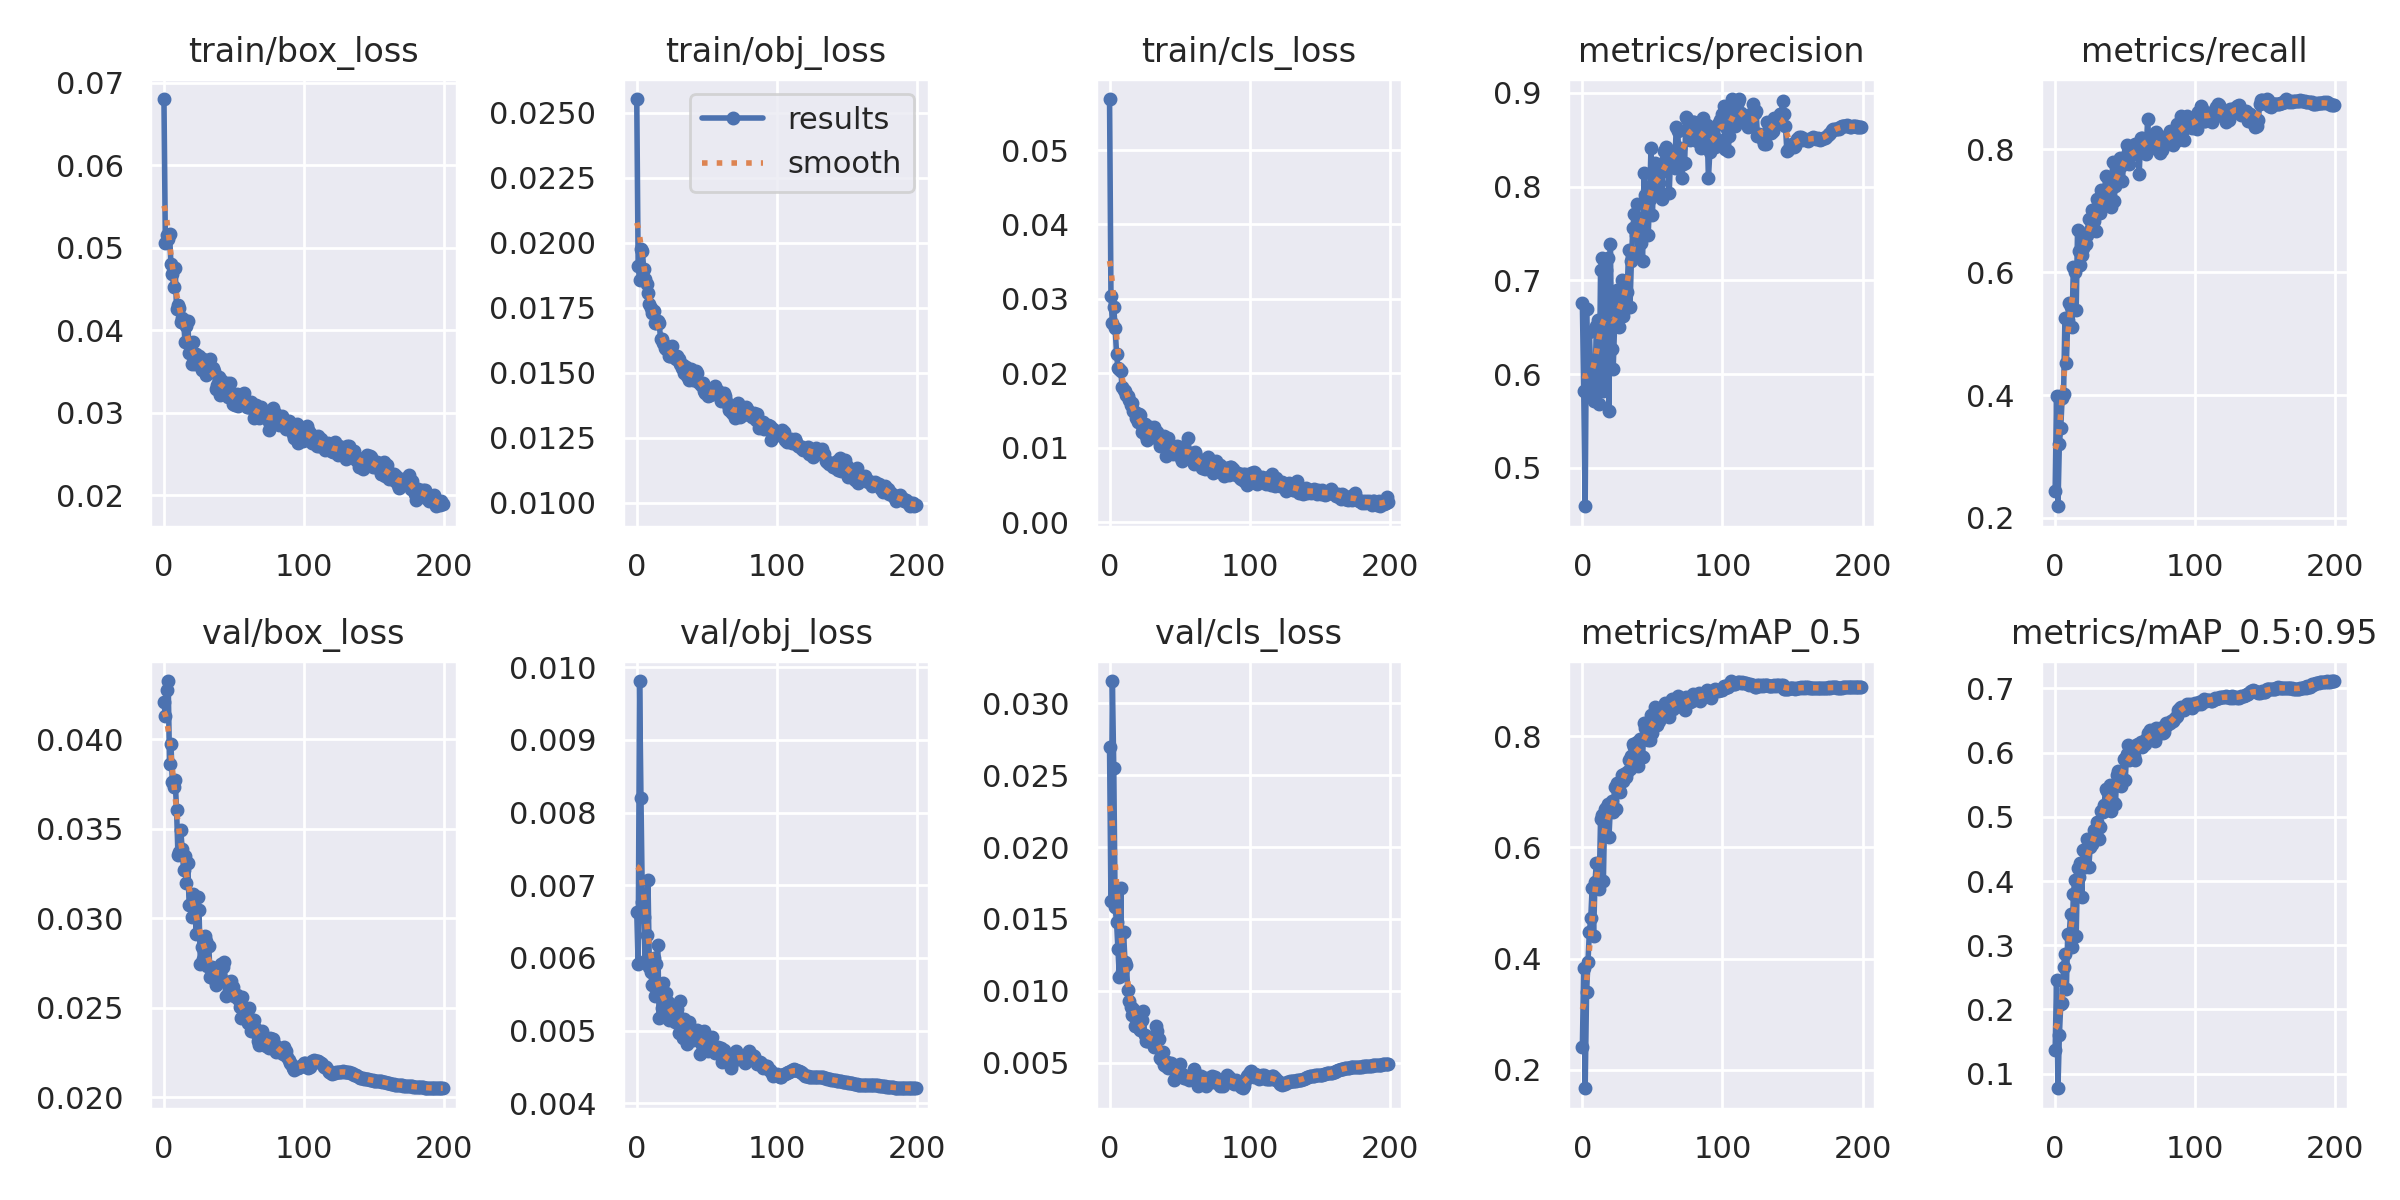 train/box_loss
0.07
0.06
0.05
0.04
0.03
0.02
0 100 200
train/obj_loss
results
smooth
0.0250
0.0225
0.0200
0.0175
0.0150
0.0125
0.0100
0 100 200
train/cls_loss
0.05
0.04
0.03
0.02
0.01
0.00
0 100 200
metrics/precision
0.9
0.8
0.7
0.6
0.5
0 100 200
metrics/recall
0.8
0.6
0.4
0.2
0 100 200
val/box_loss
0.040
0.035
0.030
0.025
0.020
0 100 200
val/obj_loss
0.010
0.009
0.008
0.007
0.006
0.005
0.004
0 100 200
val/cls_loss
0.030
0.025
0.020
0.015
0.010
0.005
0 100 200
metrics/mAP_0.5
0.8
0.6
0.4
0.2
0 100 200
metrics/mAP_0.5:0.95
0.7
0.6
0.5
0.4
0.3
0.2
0.1
0 100 200